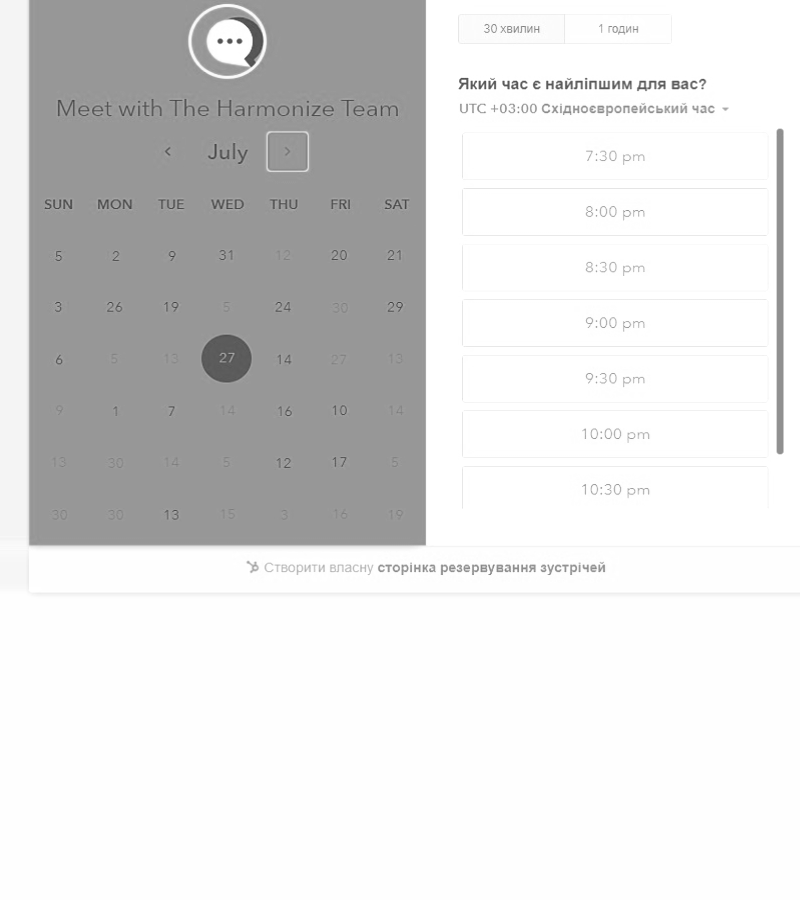 Meet with The Harmonize Team
July
SUN MON TUE WED THU FRI SAT
5 2 9 31 12 20 21
3 26 19 5 24 30 29
6 5 13 27 14 27 13
9 1 7 14 16 10 14
13 30 14 5 12 17 5
30 30 13 15 3 16 19
30 хвилин 1 годин
Який час є найліпшим для вас?
UTC +03:00 Східноєвропейський час
7:30 pm
8:00 pm
8:30 pm
9:00 pm
9:30 pm
10:00 pm
10:30 pm
Створити власну сторінка резервування зустрічей